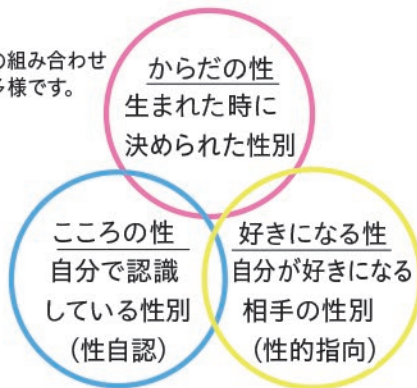 の組み合わせ
様です。
からだの性
生まれた時に
決められた性別
こころの性
自分で認識
している性別
(性自認)
好きになる性
自分が好きになる
相手の性別
(性的指向)